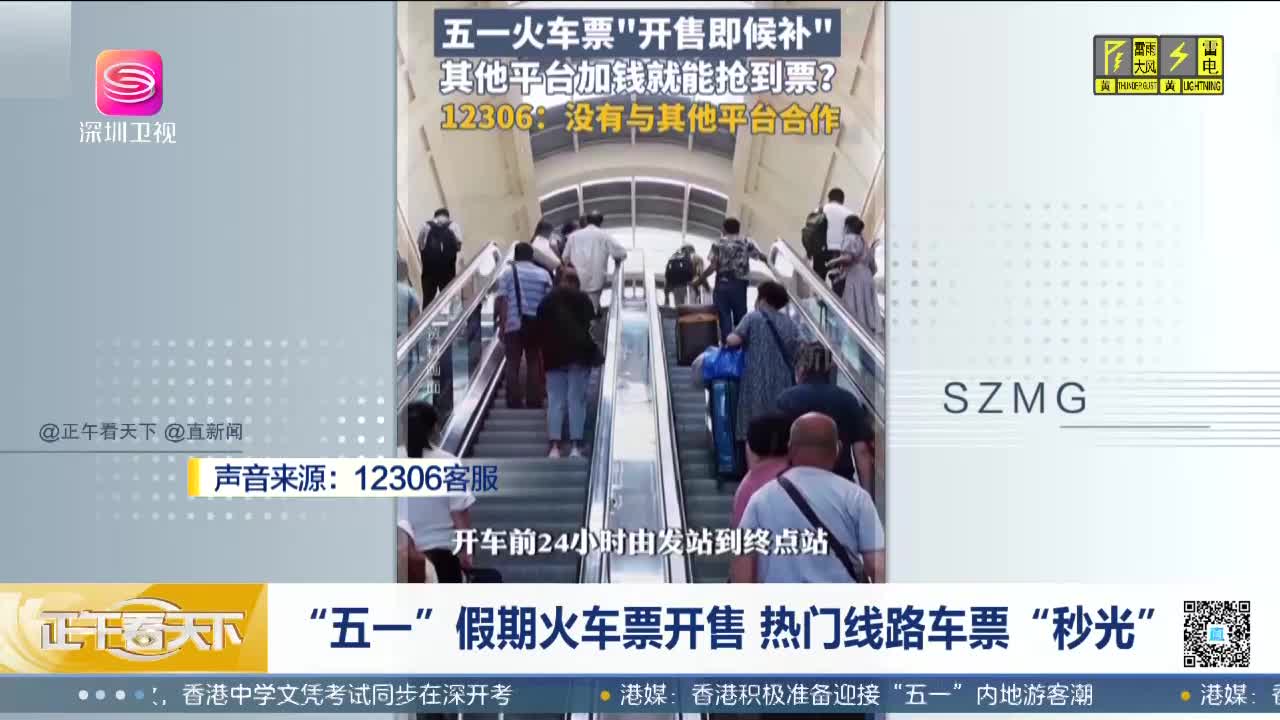 五一火车票"开售即候补"
其他平台加钱就能抢到票?
12306：没有与其他平台合作
深圳卫视
雷雨大风
黄 THUNDER GUST
雷电
黄 LIGHTNING
SZMG
@正午看天下 @直新闻
声音来源：12306客服
开车前24小时由发站到终点站
正午看天下
“五一”假期火车票开售 热门线路车票“秒光”
，香港中学文凭考试同步在深开考
港媒：香港积极准备迎接“五一”内地游客潮
港媒：